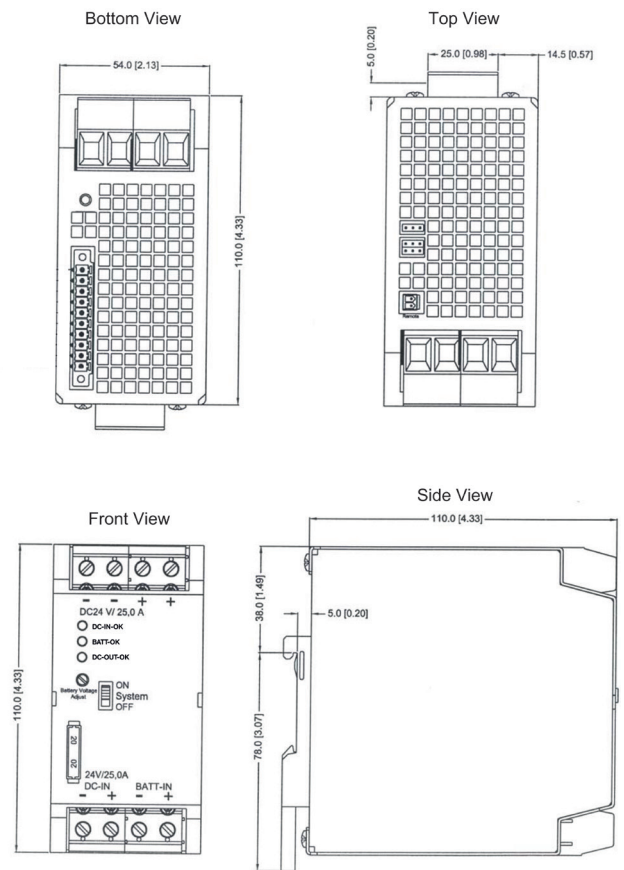 Bottom View
54.0 [2.13]
110.0 [4.33]
Top View
5.0 [0.20]
25.0 [0.98]
14.5 [0.57]
Remote
Front View
110.0 [4.33]
- - + +
DC24 V/ 25,0 A
DC-IN-OK
BATT-OK
DC-OUT-OK
Battery Voltage
Adjust
ON
System
OFF
20
20
24V/25,0A
DC-IN BATT-IN
- + - +
Side View
110.0 [4.33]
38.0 [1.49]
5.0 [0.20]
78.0 [3.07]